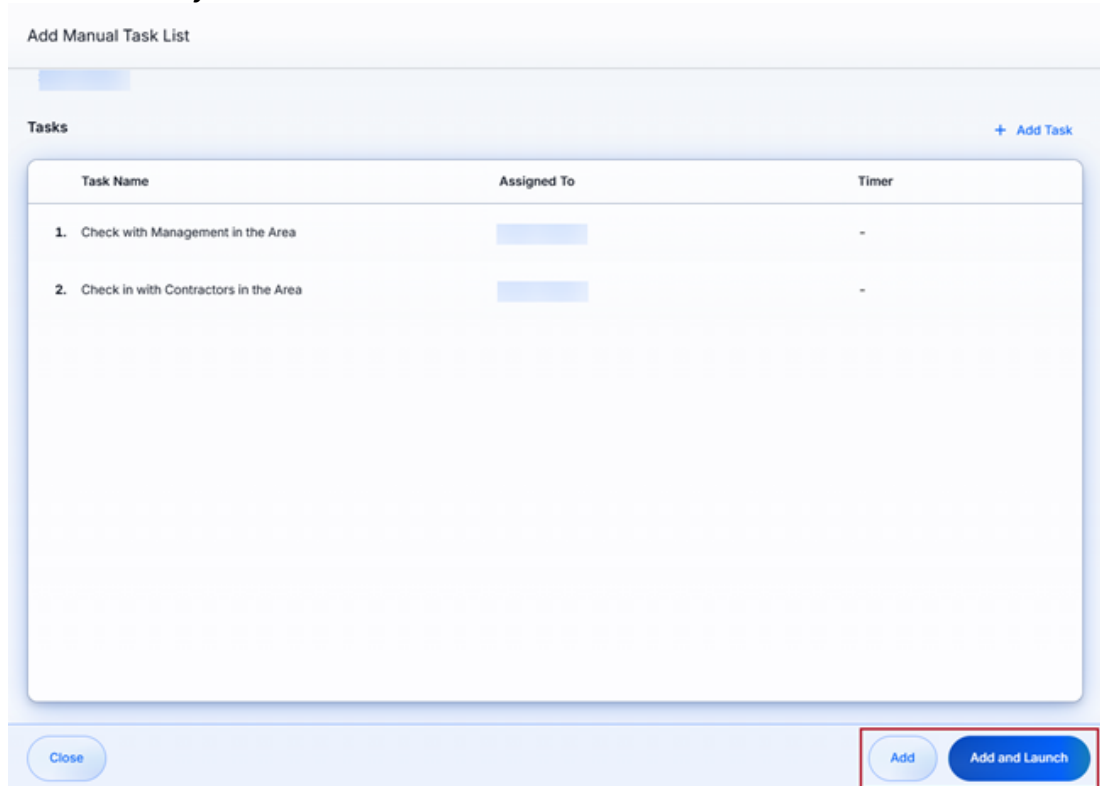 Add Manual Task List
Tasks
+ Add Task
Task Name Assigned To Timer
1. Check with Management in the Area -
2. Check in with Contractors in the Area -
Close Add Add and Launch